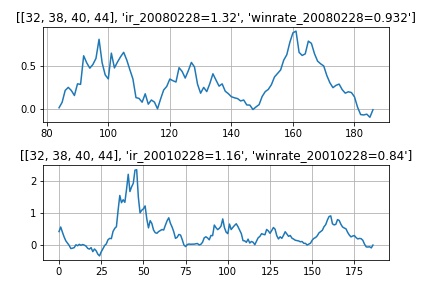 [[32, 38, 40, 44], 'ir_20080228=1.32', 'winrate_20080228=0.932']
0.5
0.0
80 100 120 140 160 180
[[32, 38, 40, 44], 'ir_20010228=1.16', 'winrate_20010228=0.84']
2
1
0
0 25 50 75 100 125 150 175